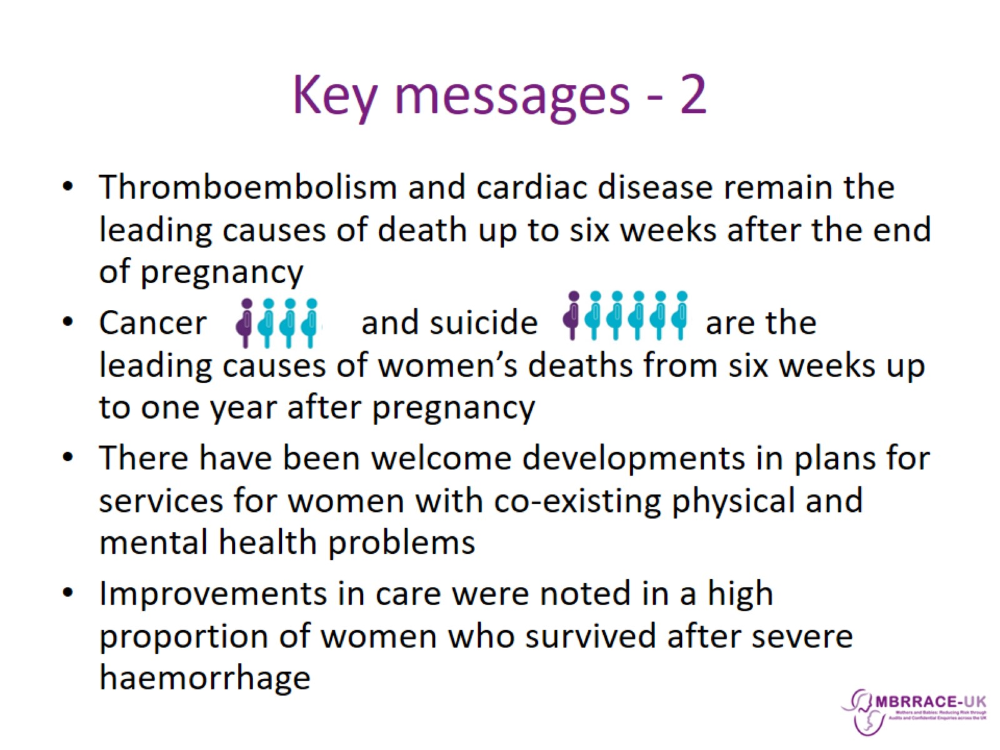 Key messages - 2
• Thromboembolism and cardiac disease remain the
leading causes of death up to six weeks after the end
of pregnancy
• Cancer and suicide are the
leading causes of women’s deaths from six weeks up
to one year after pregnancy
• There have been welcome developments in plans for
services for women with co-existing physical and
mental health problems
• Improvements in care were noted in a high
proportion of women who survived after severe
haemorrhage
MBRRACE-UK
Mothers and Babies: Reducing Risk through
Audits and Confidential Enquiries across the UK